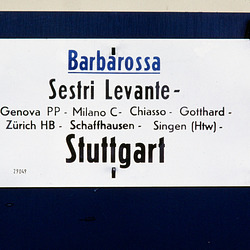 Barbarossa
Sestri Levante -
Genova PP - Milano C - Chiasso - Gotthard -
Zürich HB - Schaffhausen - Singen (Htw) -
Stuttgart